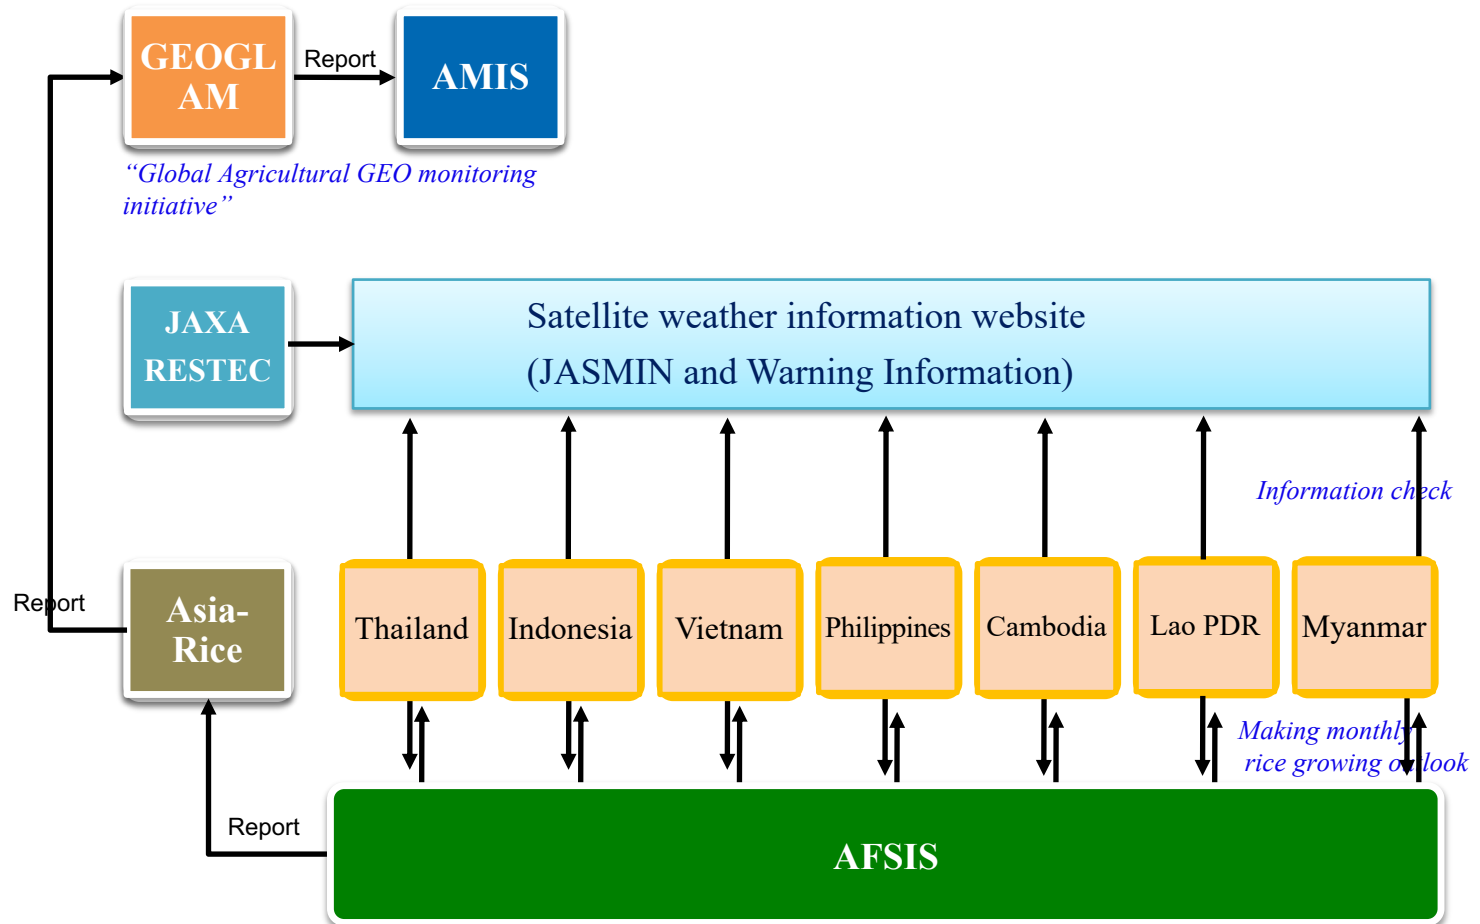 GEOGL
AM
Report
AMIS
“Global Agricultural GEO monitoring
initiative”
JAXA
RESTEC
Satellite weather information website
(JASMIN and Warning Information)
Information check
Report
Asia-
Rice
Thailand
Indonesia
Vietnam
Philippines
Cambodia
Lao PDR
Myanmar
Making monthly
rice growing outlook
Report
AFSIS